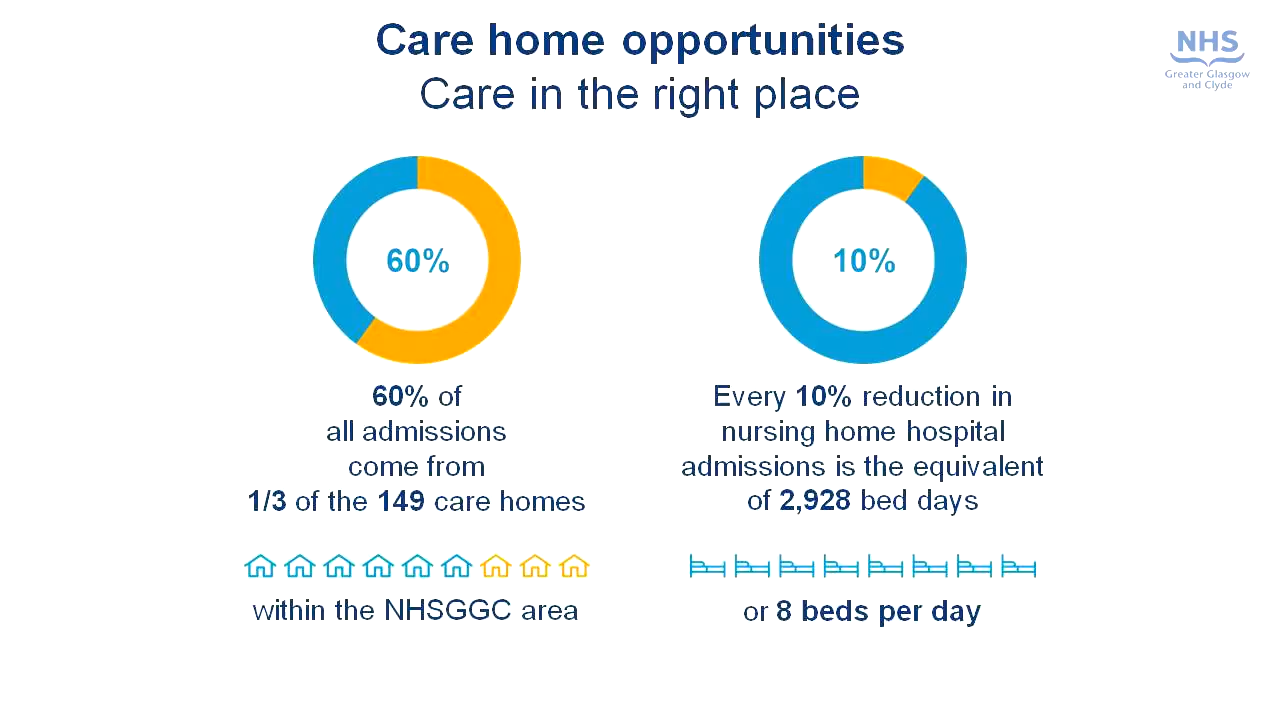 Care home opportunities
Care in the right place
NHS
Greater Glasgow
and Clyde
60%
60% of
all admissions
come from
1/3 of the 149 care homes
within the NHSGGC area
10%
Every 10% reduction in
nursing home hospital
admissions is the equivalent
of 2,928 bed days
or 8 beds per day